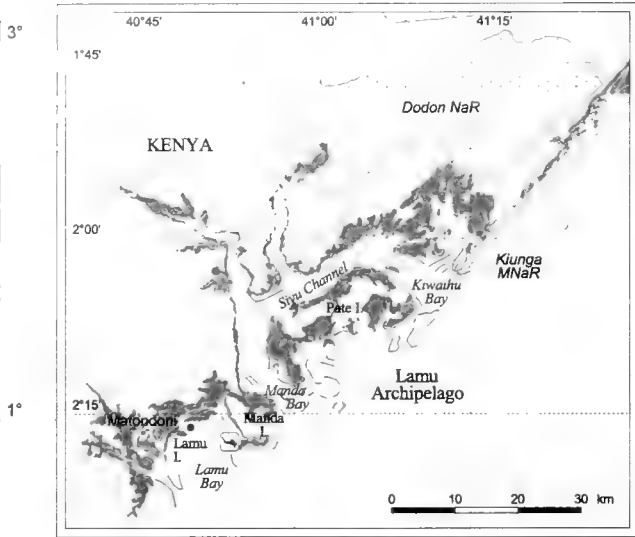 40°45' 41°00' 41°15'
3°
1°45'
Dodori NaR
KENYA
2°00'
Kiunga
MNaR
Siyu Channel
Kiwaihu
Bay
Pate I.
Lamu
Archipelago
Manda
Bay
1°
2°15'
Matondoni
Manda
I.
Lamu
I.
Lamu
Bay
0 10 20 30 km